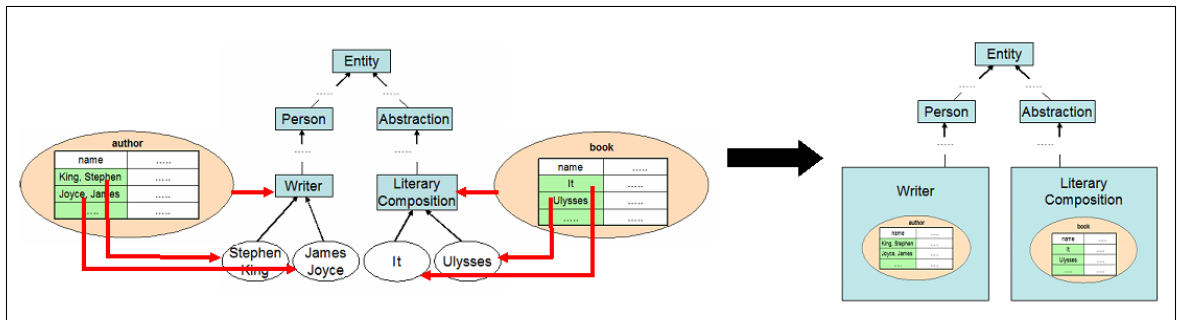 Entity
.....
.....
Person
Abstraction
.....
.....
author
name
.....
King, Stephen
.....
Joyce, James
.....
.....
.....
Writer
Literary
Composition
Stephen
King
James
Joyce
It
Ulysses
book
name
.....
It
.....
Ulysses
.....
.....
.....
Entity
.....
.....
Person
Abstraction
.....
.....
Writer
author
name
.....
King, Stephen
.....
Joyce, James
.....
.....
.....
Literary
Composition
book
name
.....
It
.....
Ulysses
.....
.....
.....